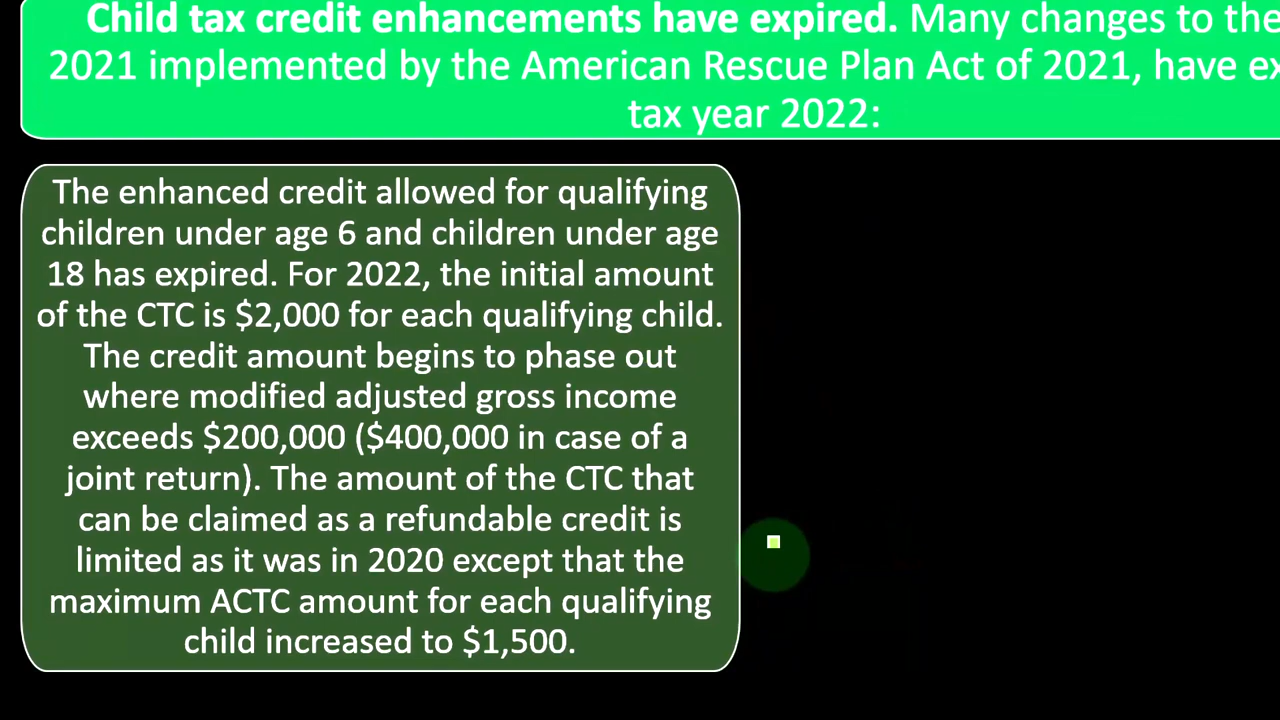 Child tax credit enhancements have expired. Many changes to the
2021 implemented by the American Rescue Plan Act of 2021, have
tax year 2022:
The enhanced credit allowed for qualifying
children under age 6 and children under age
18 has expired. For 2022, the initial amount
of the CTC is $2,000 for each qualifying child.
The credit amount begins to phase out
where modified adjusted gross income
exceeds $200,000 ($400,000 in case of a
joint return). The amount of the CTC that
can be claimed as a refundable credit is
limited as it was in 2020 except that the
maximum ACTC amount for each qualifying
child increased to $1,500.